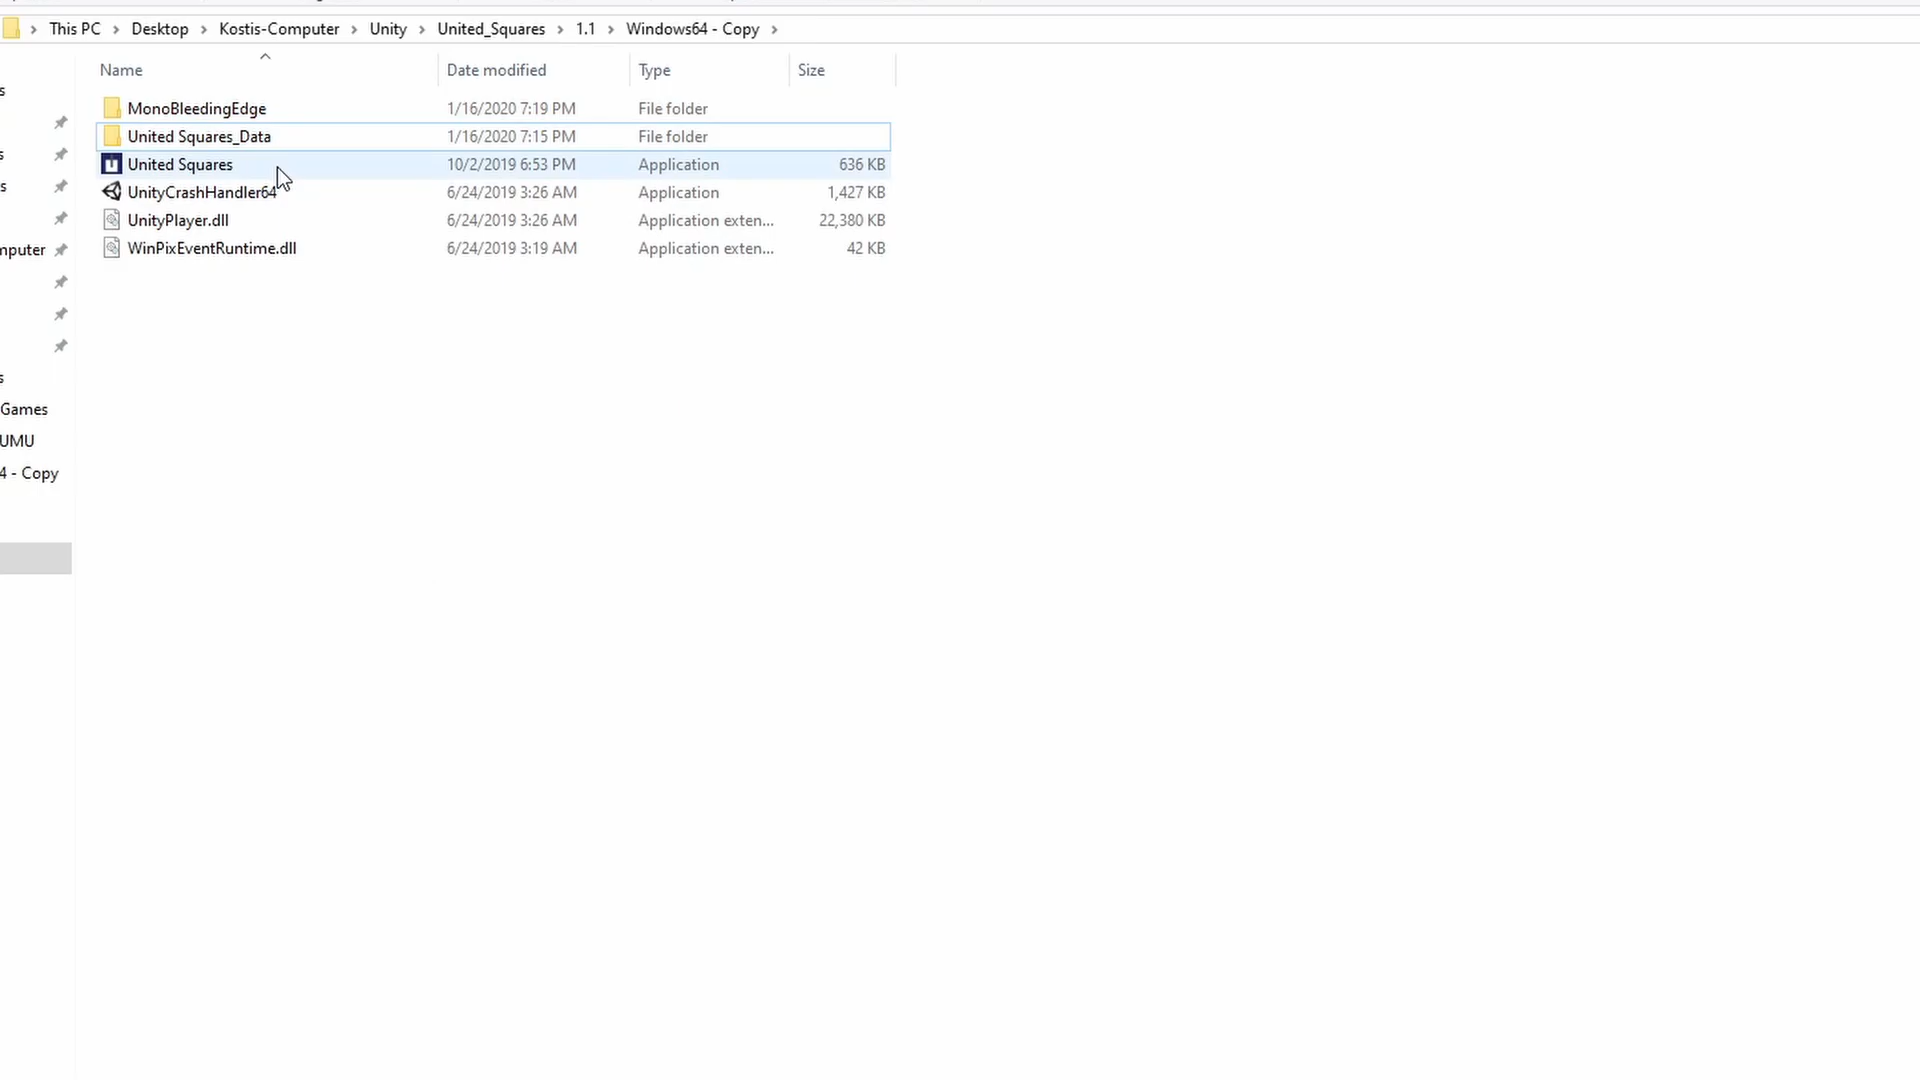 This PC > Desktop > Kostis-Computer > Unity > United_Squares > 1.1 > Windows64 - Copy >
Name Date modified Type Size
MonoBleedingEdge 1/16/2020 7:19 PM File folder
United Squares_Data 1/16/2020 7:15 PM File folder
United Squares 10/2/2019 6:53 PM Application 636 KB
UnityCrashHandler64 6/24/2019 3:26 AM Application 1,427 KB
UnityPlayer.dll 6/24/2019 3:26 AM Application exten... 22,380 KB
WinPixEventRuntime.dll 6/24/2019 3:19 AM Application exten... 42 KB
s
s
s
mputer
s
Games
UMU
4 - Copy